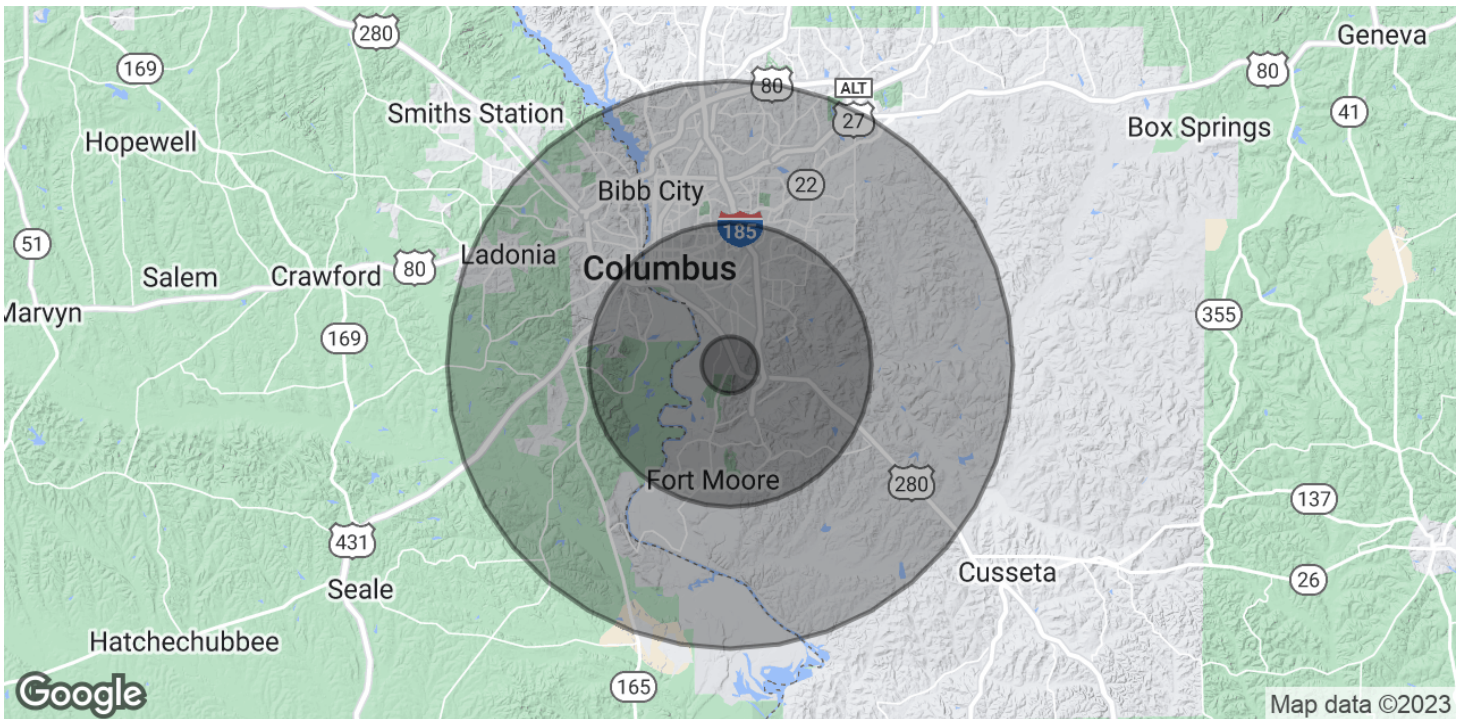 280
Geneva
169
80
80
ALT
27
Smiths Station
41
Hopewell
Box Springs
Bibb City
22
185
51
Ladonia
80
Salem
Crawford
Columbus
Marvyn
355
169
Fort Moore
280
137
431
Cusseta
26
Seale
Hatchechubbee
165
Google
Map data ©2023